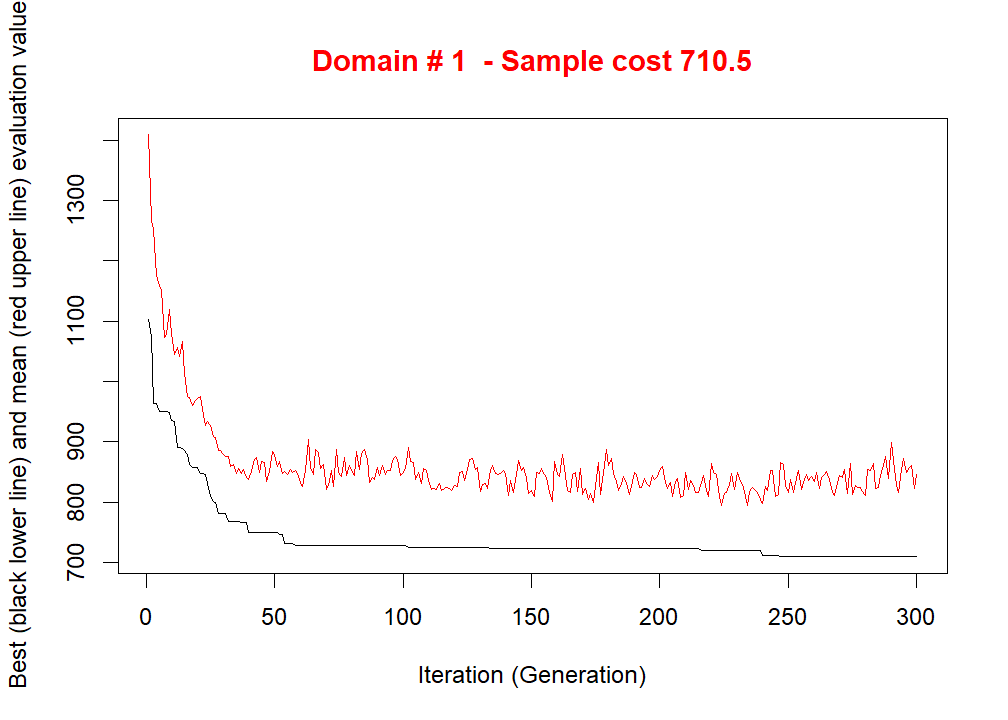 Domain # 1  - Sample cost 710.5
Best (black lower line) and mean (red upper line) evaluation value
1300
1100
900
800
700
0 50 100 150 200 250 300
Iteration (Generation)